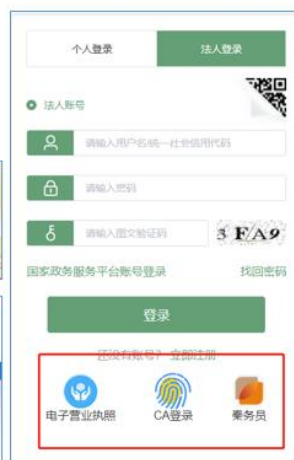 个人登录 法人登录
法人账号
请输入用户名/统一社会信用代码
请输入密码
请输入图文验证码 3 FA9
国家政务服务平台账号登录 找回密码
登录
还没有账号? 立即注册
电子营业执照 CA登录 秦务员